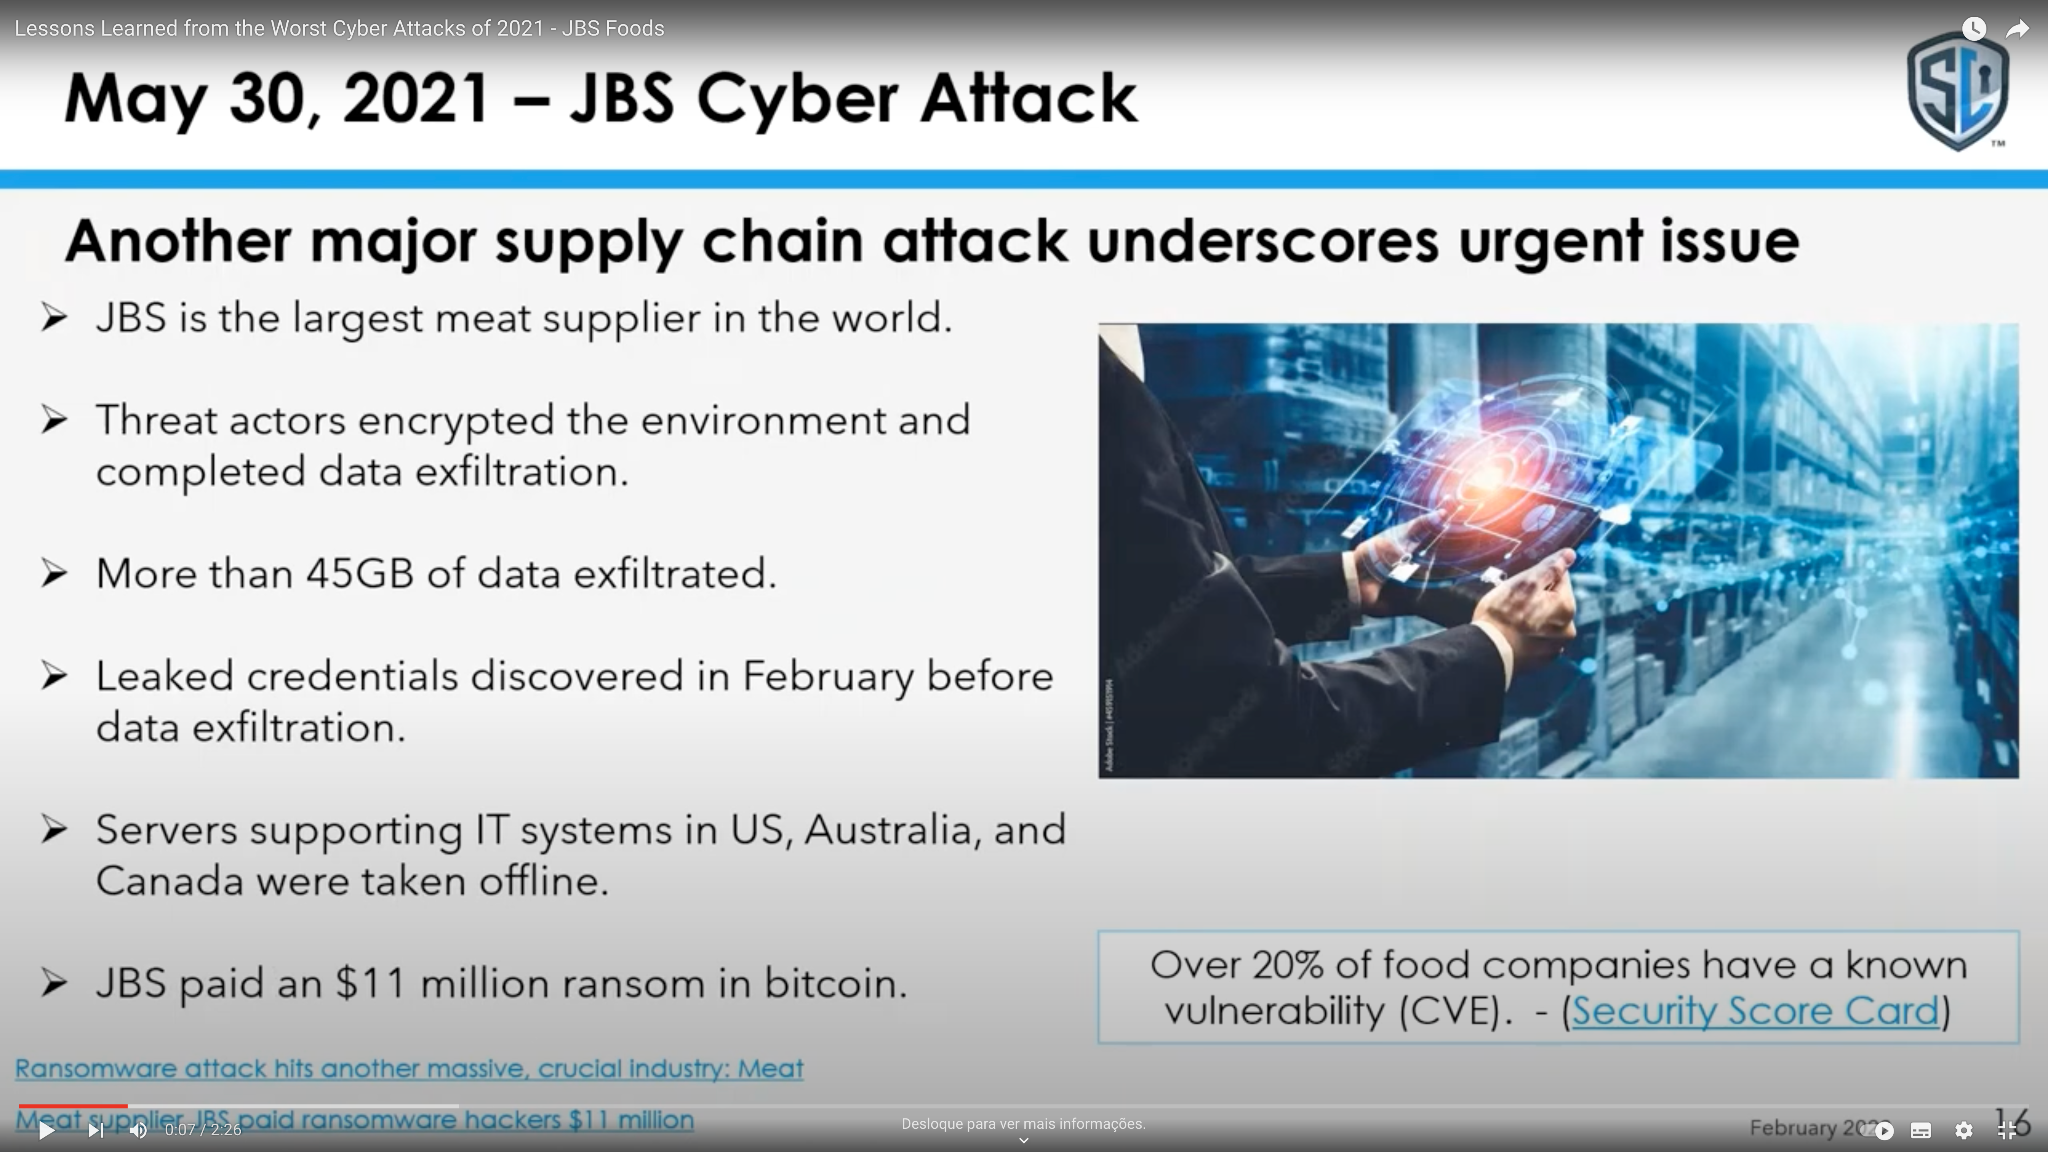 Lessons Learned from the Worst Cyber Attacks of 2021 - JBS Foods
May 30, 2021 – JBS Cyber Attack
SC
TM
Another major supply chain attack underscores urgent issue
➢ JBS is the largest meat supplier in the world.
➢ Threat actors encrypted the environment and
completed data exfiltration.
➢ More than 45GB of data exfiltrated.
➢ Leaked credentials discovered in February before
data exfiltration.
➢ Servers supporting IT systems in US, Australia, and
Canada were taken offline.
➢ JBS paid an $11 million ransom in bitcoin.
Over 20% of food companies have a known
vulnerability (CVE). - (Security Score Card)
Ransomware attack hits another massive, crucial industry: Meat
Meat supplier JBS paid ransomware hackers $11 million
0:07 / 2:26
Desloque para ver mais informações.
February
16